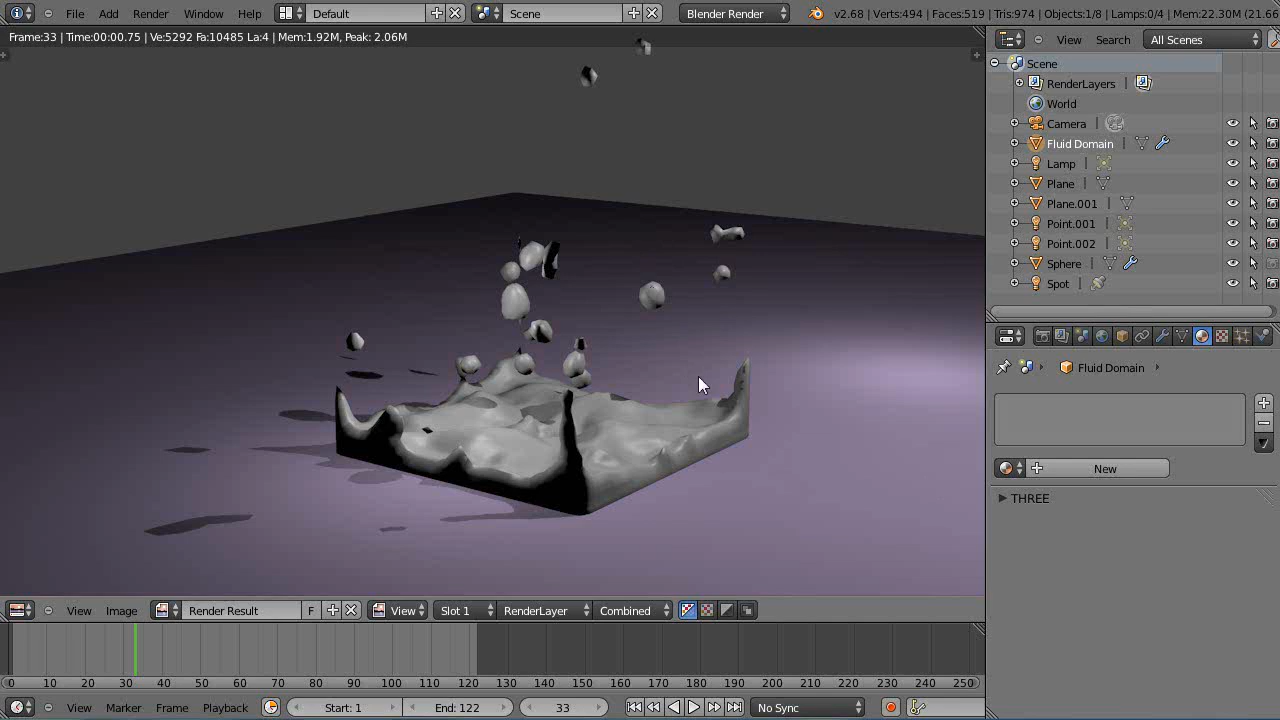 File Add Render Window Help Default Scene Blender Render v2.68 | Verts:494 | Faces:519 | Tris:974 | Objects:1/8 | Lamps:0/4 | Mem:22.30M (21.66
Frame:33 | Time:00:00.75 | Ve:5292 Fa:10485 La:4 | Mem:1.92M, Peak: 2.06M
View Search All Scenes
Scene
RenderLayers
World
Camera
Fluid Domain
Lamp
Plane
Plane.001
Point.001
Point.002
Sphere
Spot
Fluid Domain
New
THREE
View Image Render Result F View Slot 1 RenderLayer Combined
0 10 20 30 40 50 60 70 80 90 100 110 120 130 140 150 160 170 180 190 200 210 220 230 240 250
View Marker Frame Playback Start: 1 End: 122 33 No Sync